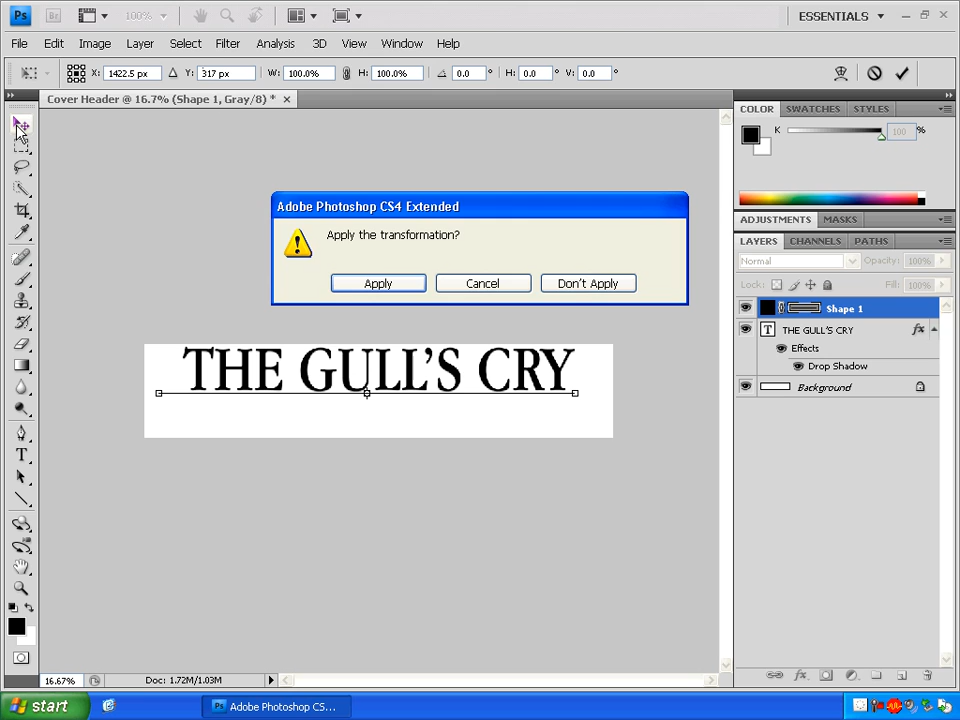 Ps Br 100% ESSENTIALS
File Edit Image Layer Select Filter Analysis 3D View Window Help
X: 1422.5 px Y: 317 px W: 100.0% H: 100.0% 0.0 ° H: 0.0 ° V: 0.0 °
Cover Header @ 16.7% (Shape 1, Gray/8) *
COLOR SWATCHES STYLES
K 100 %
Adobe Photoshop CS4 Extended
Apply the transformation?
Apply Cancel Don't Apply
ADJUSTMENTS MASKS
LAYERS CHANNELS PATHS
Normal Opacity: 100%
Lock: Fill: 100%
Shape 1
T THE GULL'S CRY fx
Effects
Drop Shadow
Background
THE GULL’S CRY
16.67% Doc: 1.72M/1.03M
start Ps Adobe Photoshop CS...